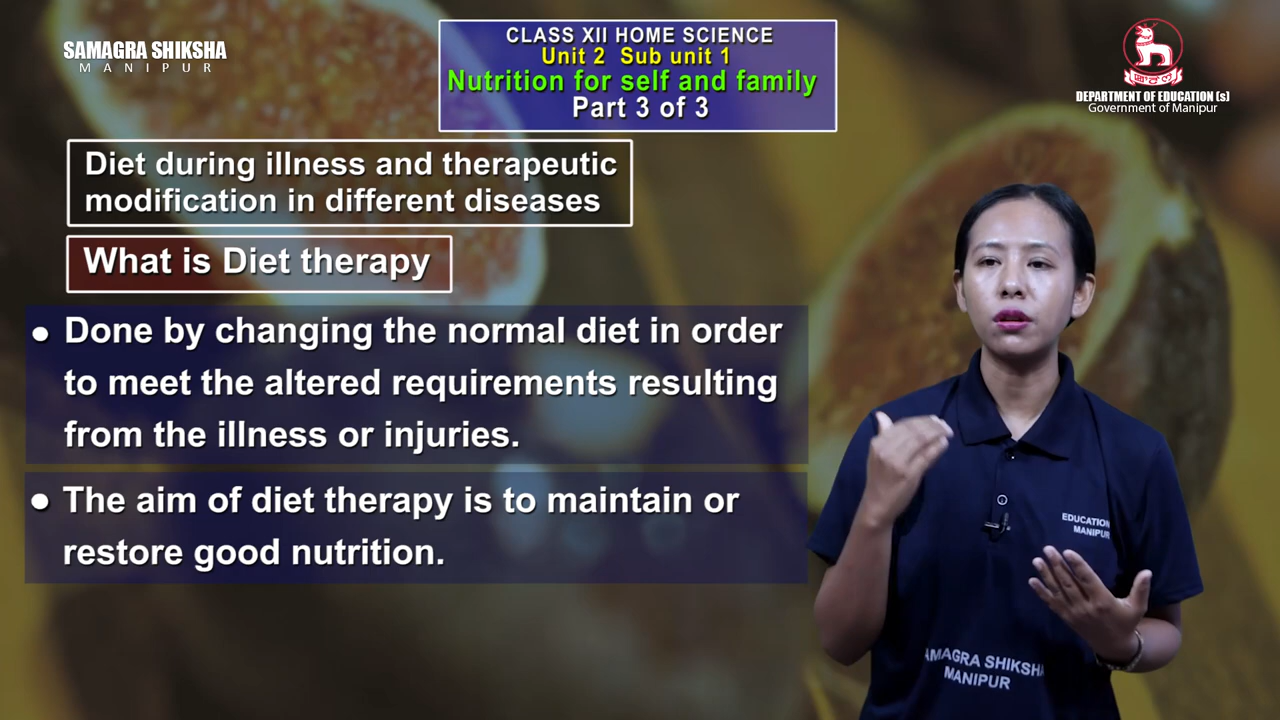 SAMAGRA SHIKSHA
MANIPUR
CLASS XII HOME SCIENCE
Unit 2 Sub unit 1
Nutrition for self and family
Part 3 of 3
DEPARTMENT OF EDUCATION (s)
Government of Manipur
Diet during illness and therapeutic
modification in different diseases
What is Diet therapy
• Done by changing the normal diet in order
to meet the altered requirements resulting
from the illness or injuries.
• The aim of diet therapy is to maintain or
restore good nutrition.
EDUCATION
MANIPUR
AMAGRA SHIKSHA
MANIPUR